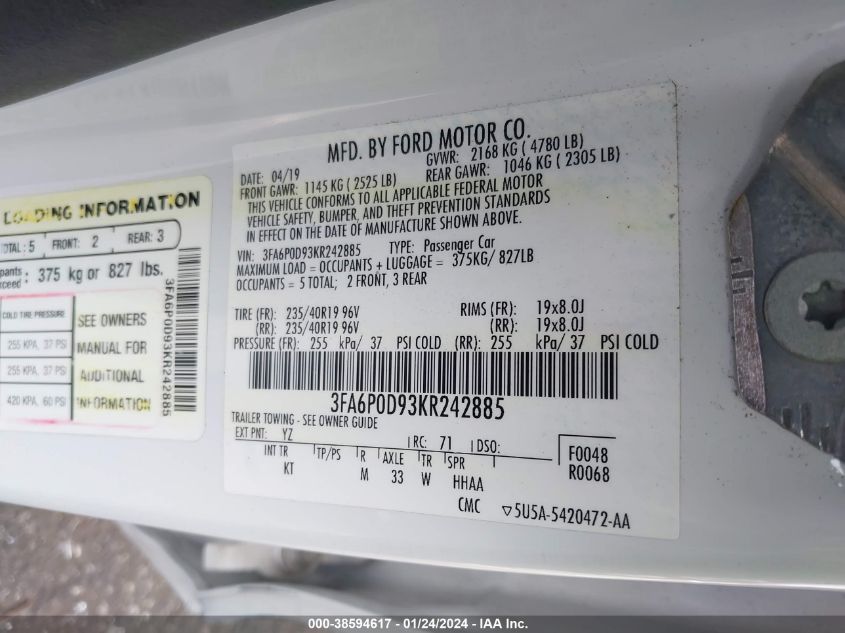 LOADING INFORMATION
TOTAL: 5 FRONT: 2 REAR: 3
375 kg or 827 lbs.
COLD TIRE PRESSURE
255 KPA, 37 PSI
255 KPA, 37 PSI
420 KPA, 60 PSI
SEE OWNERS
MANUAL FOR
ADDITIONAL
INFORMATION
3FA6P0D93KR242885
MFD. BY FORD MOTOR CO.
DATE: 04/19 GVWR: 2168 KG ( 4780 LB)
FRONT GAWR: 1145 KG ( 2525 LB) REAR GAWR: 1046 KG ( 2305 LB)
THIS VEHICLE CONFORMS TO ALL APPLICABLE FEDERAL MOTOR
VEHICLE SAFETY, BUMPER, AND THEFT PREVENTION STANDARDS
IN EFFECT ON THE DATE OF MANUFACTURE SHOWN ABOVE.
VIN: 3FA6P0D93KR242885 TYPE: Passenger Car
MAXIMUM LOAD = OCCUPANTS + LUGGAGE = 375KG/ 827LB
OCCUPANTS = 5 TOTAL; 2 FRONT, 3 REAR
TIRE (FR): 235/40R19 96V RIMS (FR): 19x8.0J
(RR): 235/40R19 96V (RR): 19x8.0J
PRESSURE (FR): 255 kPa/ 37 PSI COLD (RR): 255 kPa/ 37 PSI COLD
3FA6P0D93KR242885
TRAILER TOWING - SEE OWNER GUIDE
EXT PNT: YZ RC: 71 DSO: F0048
INT TR TP/PS R AXLE TR SPR R0068
KT M 33 W HHAA
CMC ▽5U5A-5420472-AA
000-38594617 - 01/24/2024 - IAA Inc.